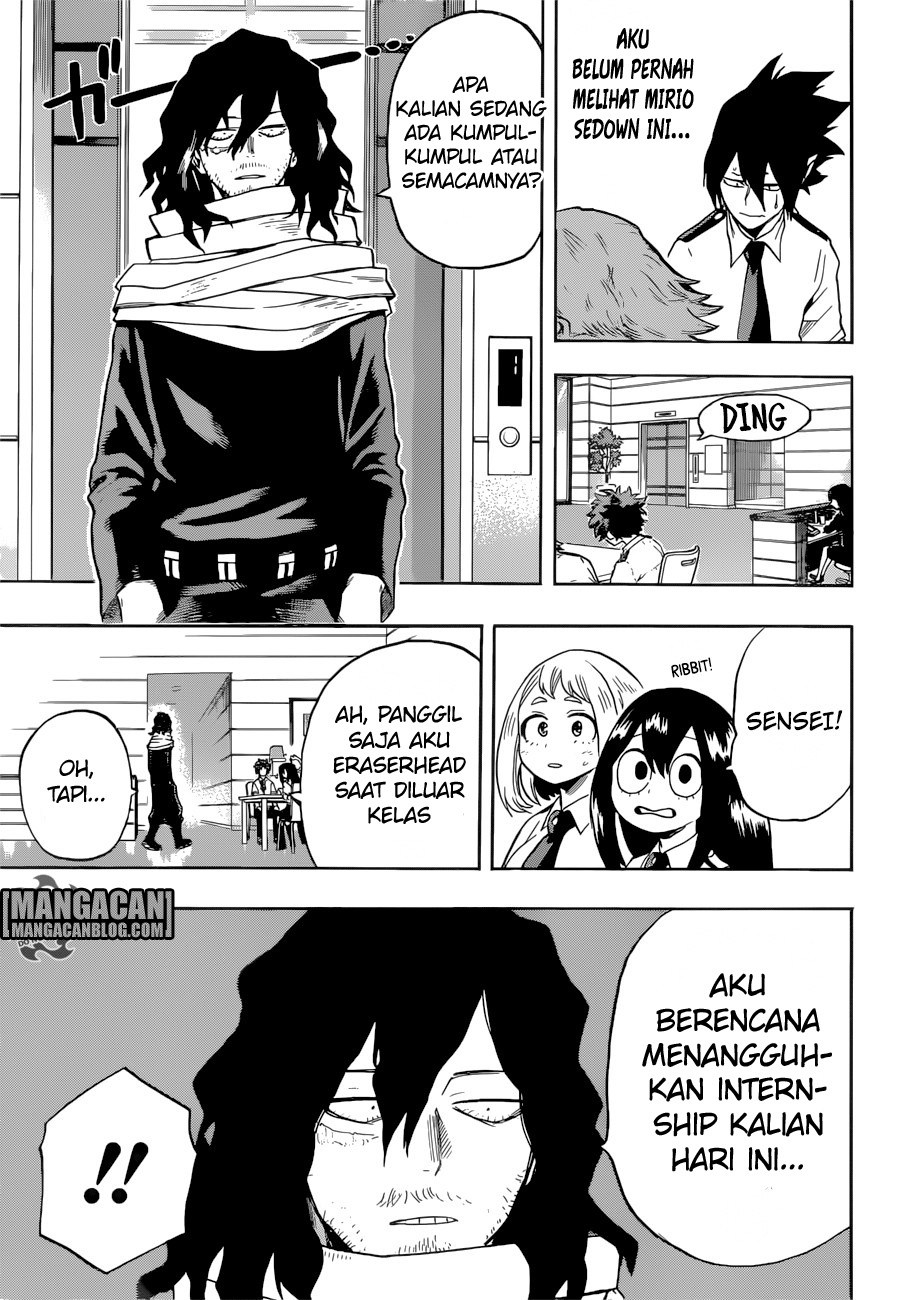 AKU
BELUM PERNAH
MELIHAT MIRIO
SEDOWN INI...
APA
KALIAN SEDANG
ADA KUMPUL-
KUMPUL ATAU
SEMACAMNYA?
ガーー...
DING
SENSEI!
RIBBIT!
AH, PANGGIL
SAJA AKU
ERASERHEAD
SAAT DILUAR
KELAS
OH,
TAPI...
[MANGACAN]
MANGACANBLOG.COM
AKU
BERENCANA
MENANGGUH-
KAN INTERN-
SHIP KALIAN
HARI INI...
!!